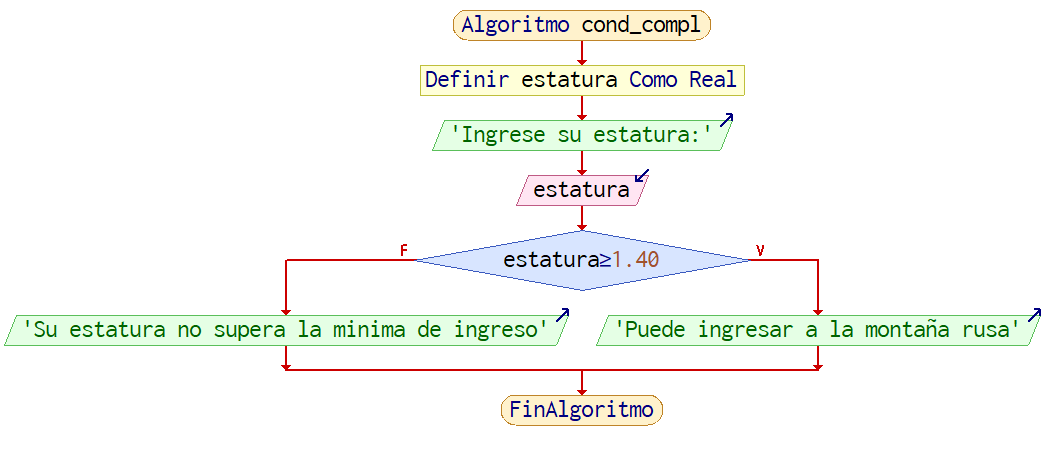 Algoritmo cond_compl
Definir estatura Como Real
'Ingrese su estatura:'
estatura
estatura≥1.40
F
V
'Su estatura no supera la minima de ingreso'
'Puede ingresar a la montaña rusa'
FinAlgoritmo